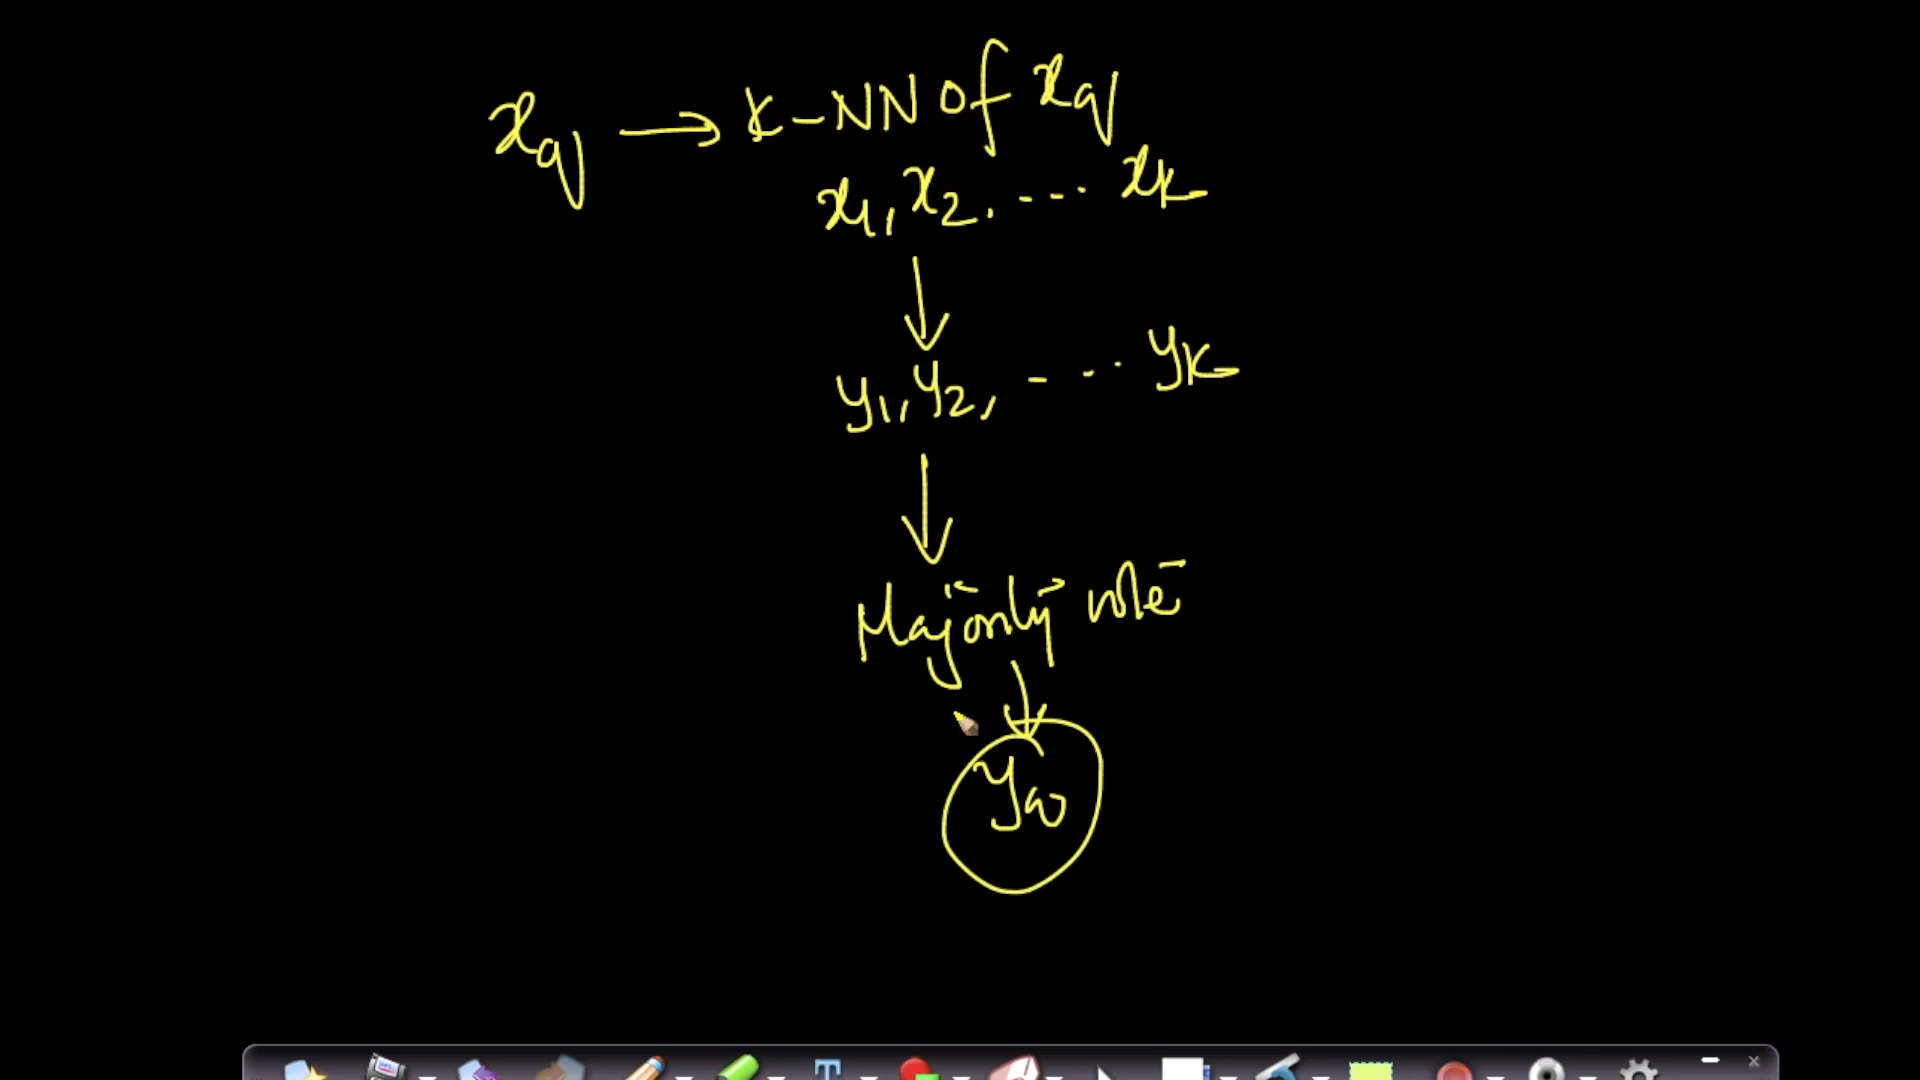 xq → K-NN of xq
x1, x2, ... xK
y1, y2, ... yK
Majority vote
yq
T